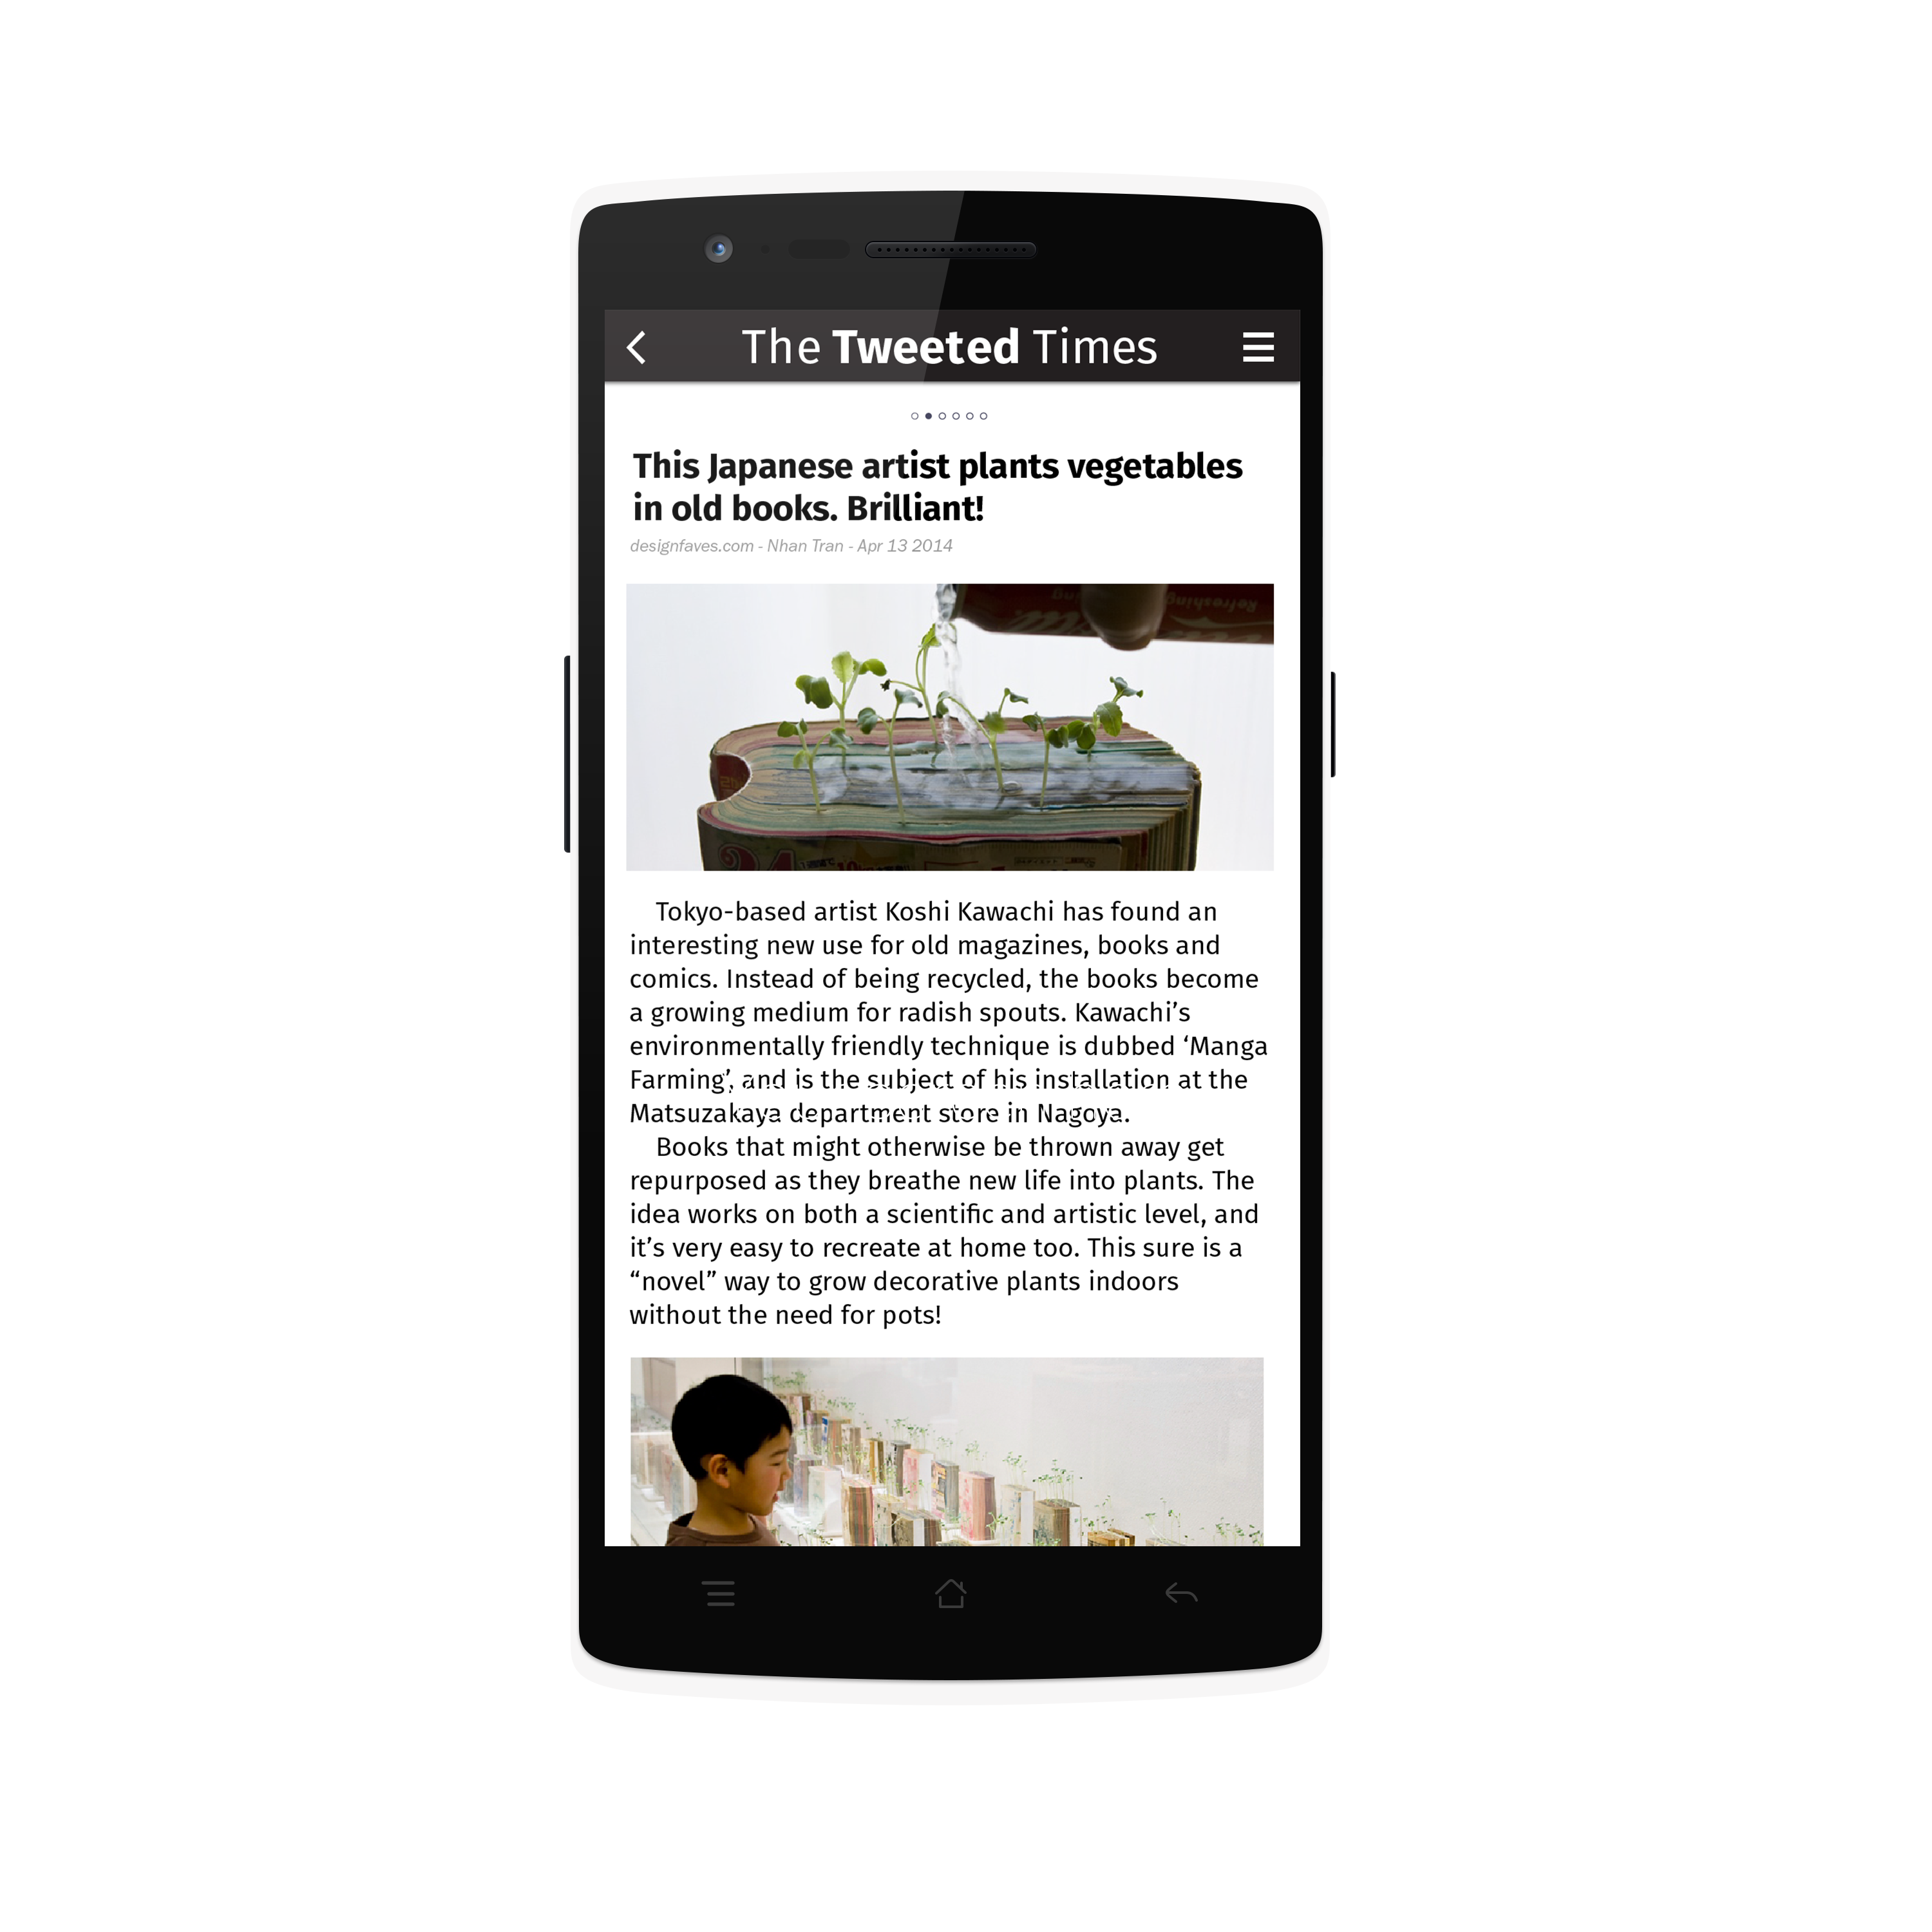 The Tweeted Times
This Japanese artist plants vegetables
in old books. Brilliant!
designfaves.com - Nhan Tran - Apr 13 2014
Refreshing
24
Tokyo-based artist Koshi Kawachi has found an
interesting new use for old magazines, books and
comics. Instead of being recycled, the books become
a growing medium for radish spouts. Kawachi’s
environmentally friendly technique is dubbed ‘Manga
Farming’, and is the subject of his installation at the
Matsuzakaya department store in Nagoya.
Books that might otherwise be thrown away get
repurposed as they breathe new life into plants. The
idea works on both a scientific and artistic level, and
it’s very easy to recreate at home too. This sure is a
“novel” way to grow decorative plants indoors
without the need for pots!